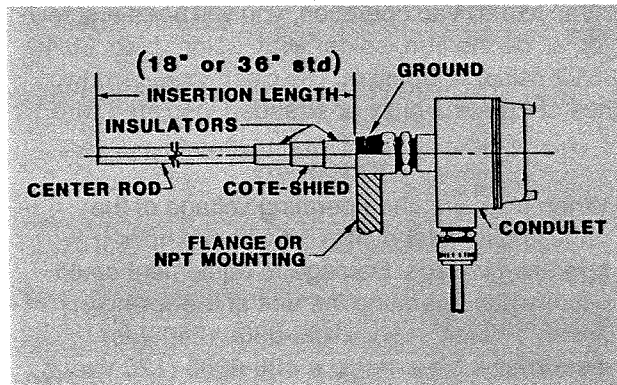 (18" or 36" std)
GROUND
INSERTION LENGTH
INSULATORS
CENTER ROD
COTE-SHIED
CONDULET
FLANGE OR
NPT MOUNTING